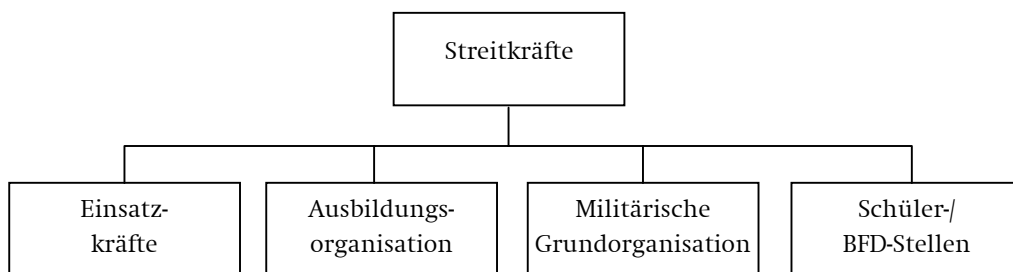 Streitkräfte
Einsatz-
kräfte
Ausbildungs-
organisation
Militärische
Grundorganisation
Schüler-/
BFD-Stellen